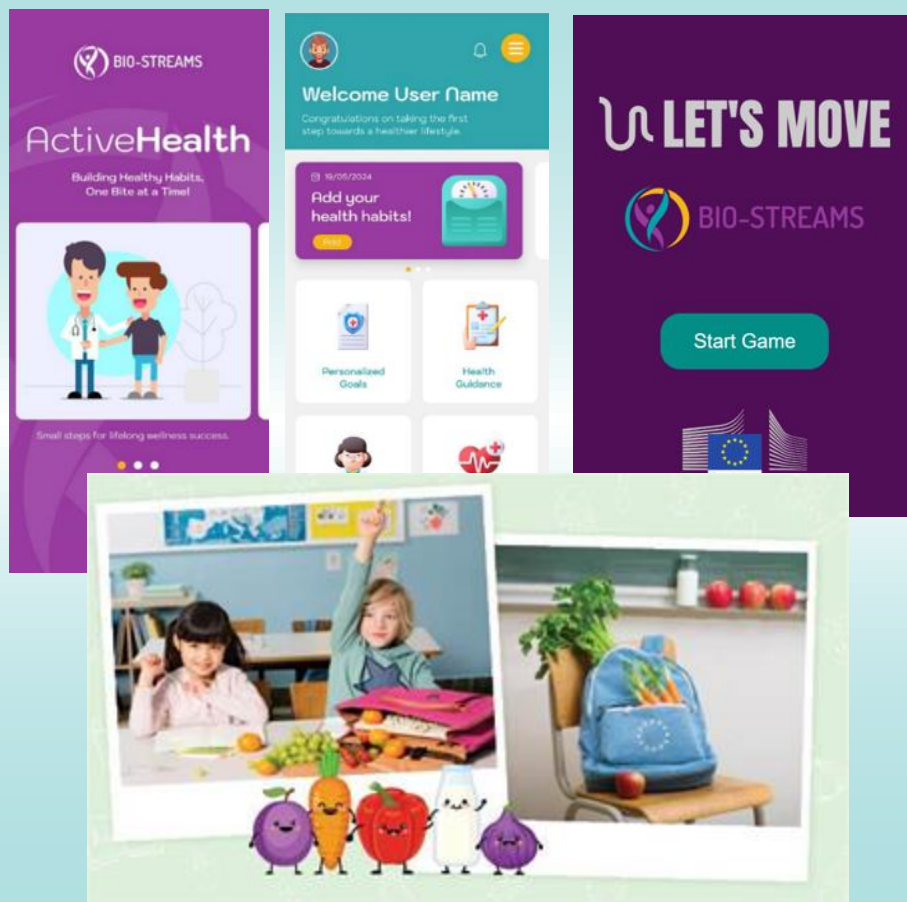 BIO-STREAMS
ActiveHealth
Building Healthy Habits,
One Bite at a Time!
Small steps for lifelong wellness success.
Welcome User Name
Congratulations on taking the first
step towards a healthier lifestyle.
19/05/2024
Add your
health habits!
Add
Personalized
Goals
Health
Guidance
LET'S MOVE
BIO-STREAMS
Start Game